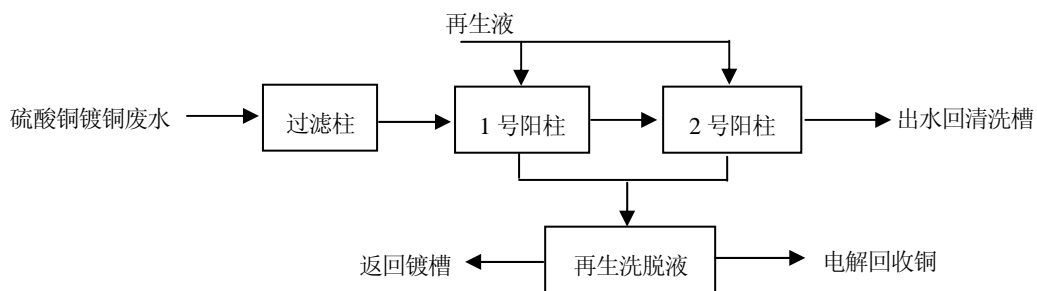 再生液
硫酸铜镀铜废水
过滤柱
1 号阳柱
2 号阳柱
出水回清洗槽
返回镀槽
再生洗脱液
电解回收铜